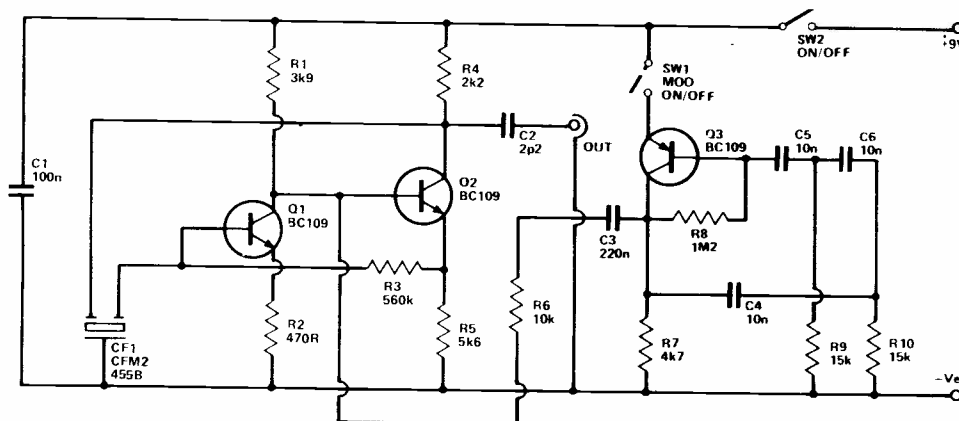 R1
3k9
R4
2k2
SW1
MOD
ON/OFF
SW2
ON/OFF
+9V
C1
100n
C2
2p2
OUT
Q3
BC109
C5
10n
C6
10n
Q1
BC109
Q2
BC109
R3
560k
C3
220n
R8
1M2
R6
10k
C4
10n
CF1
CFM2
455B
R2
470R
R5
5k6
R7
4k7
R9
15k
R10
15k
-Ve